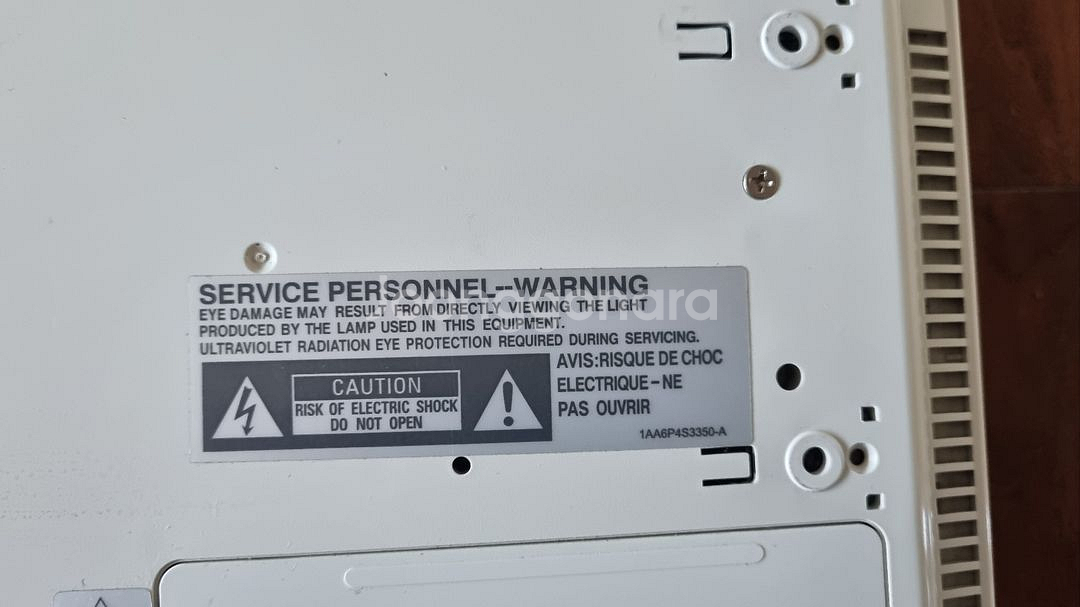 SERVICE PERSONNEL--WARNING
EYE DAMAGE MAY RESULT FROM DIRECTLY VIEWING THE LIGHT
PRODUCED BY THE LAMP USED IN THIS EQUIPMENT.
ULTRAVIOLET RADIATION EYE PROTECTION REQUIRED DURING SERVICING.
CAUTION
RISK OF ELECTRIC SHOCK
DO NOT OPEN
AVIS:RISQUE DE CHOC
ELECTRIQUE-NE
PAS OUVRIR
1AA6P4S3350-A